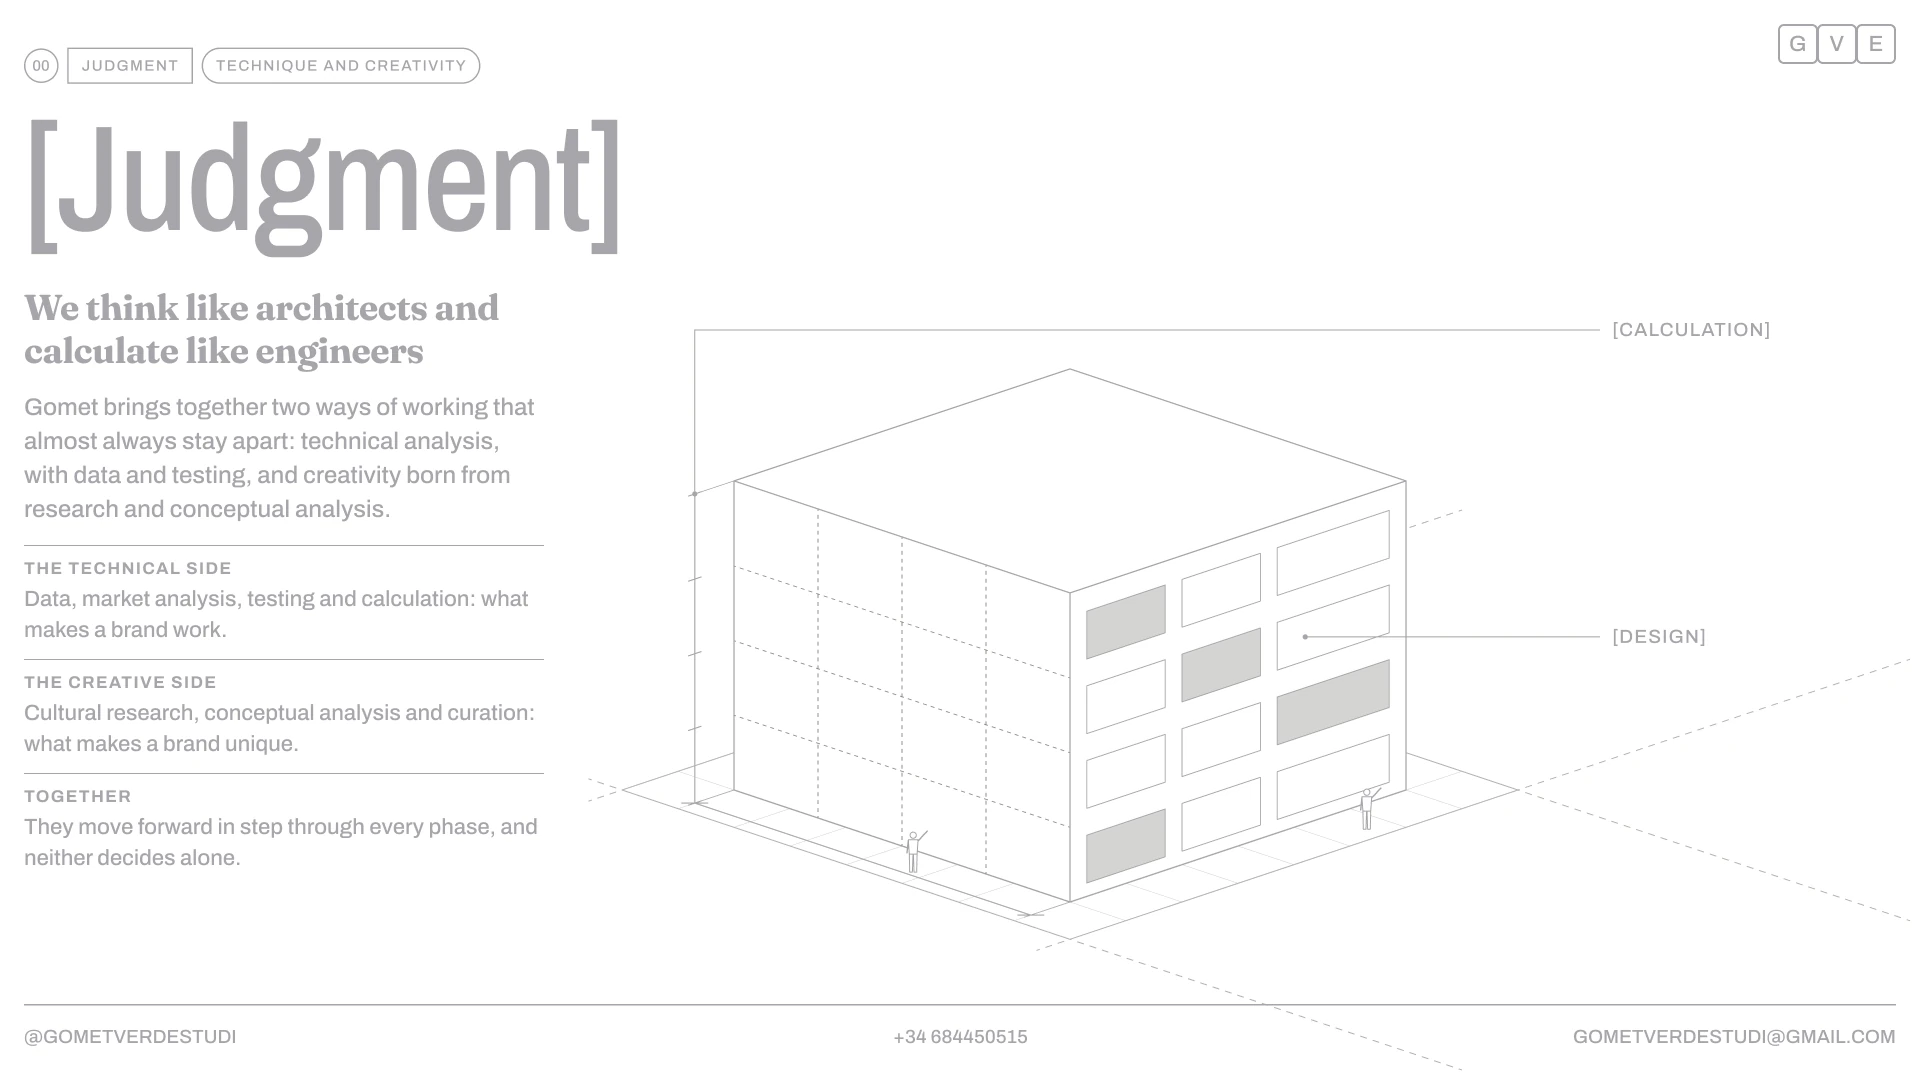 00 JUDGMENT TECHNIQUE AND CREATIVITY
G V E
[Judgment]
We think like architects and
calculate like engineers
Gomet brings together two ways of working that
almost always stay apart: technical analysis,
with data and testing, and creativity born from
research and conceptual analysis.
THE TECHNICAL SIDE
Data, market analysis, testing and calculation: what
makes a brand work.
THE CREATIVE SIDE
Cultural research, conceptual analysis and curation:
what makes a brand unique.
TOGETHER
They move forward in step through every phase, and
neither decides alone.
[CALCULATION]
[DESIGN]
@GOMETVERDESTUDI
+34 684450515
GOMETVERDESTUDI@GMAIL.COM